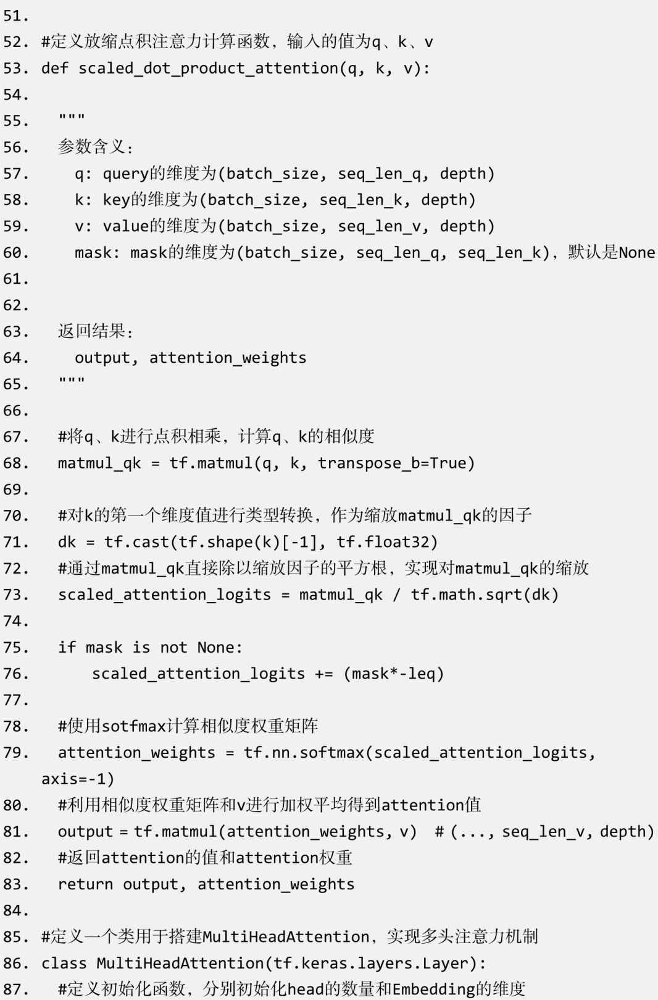 51.
52. #定义放缩点积注意力计算函数，输入的值为q、k、v
53. def scaled_dot_product_attention(q, k, v):
54.
55.   """
56.   参数含义：
57.     q: query的维度为(batch_size, seq_len_q, depth)
58.     k: key的维度为(batch_size, seq_len_k, depth)
59.     v: value的维度为(batch_size, seq_len_v, depth)
60.     mask: mask的维度为(batch_size, seq_len_q, seq_len_k)，默认是None
61.
62.
63.   返回结果：
64.     output, attention_weights
65.   """
66.
67.   #将q、k进行点积相乘，计算q、k的相似度
68.   matmul_qk = tf.matmul(q, k, transpose_b=True)
69.
70.   #对k的第一个维度值进行类型转换，作为缩放matmul_qk的因子
71.   dk = tf.cast(tf.shape(k)[-1], tf.float32)
72.   #通过matmul_qk直接除以缩放因子的平方根，实现对matmul_qk的缩放
73.   scaled_attention_logits = matmul_qk / tf.math.sqrt(dk)
74.
75.   if mask is not None:
76.       scaled_attention_logits += (mask*-leq)
77.
78.   #使用sotfmax计算相似度权重矩阵
79.   attention_weights = tf.nn.softmax(scaled_attention_logits,
axis=-1)
80.   #利用相似度权重矩阵和v进行加权平均得到attention值
81.   output = tf.matmul(attention_weights, v)  # (..., seq_len_v, depth)
82.   #返回attention的值和attention权重
83.   return output, attention_weights
84.
85. #定义一个类用于搭建MultiHeadAttention，实现多头注意力机制
86. class MultiHeadAttention(tf.keras.layers.Layer):
87.   #定义初始化函数，分别初始化head的数量和Embedding的维度